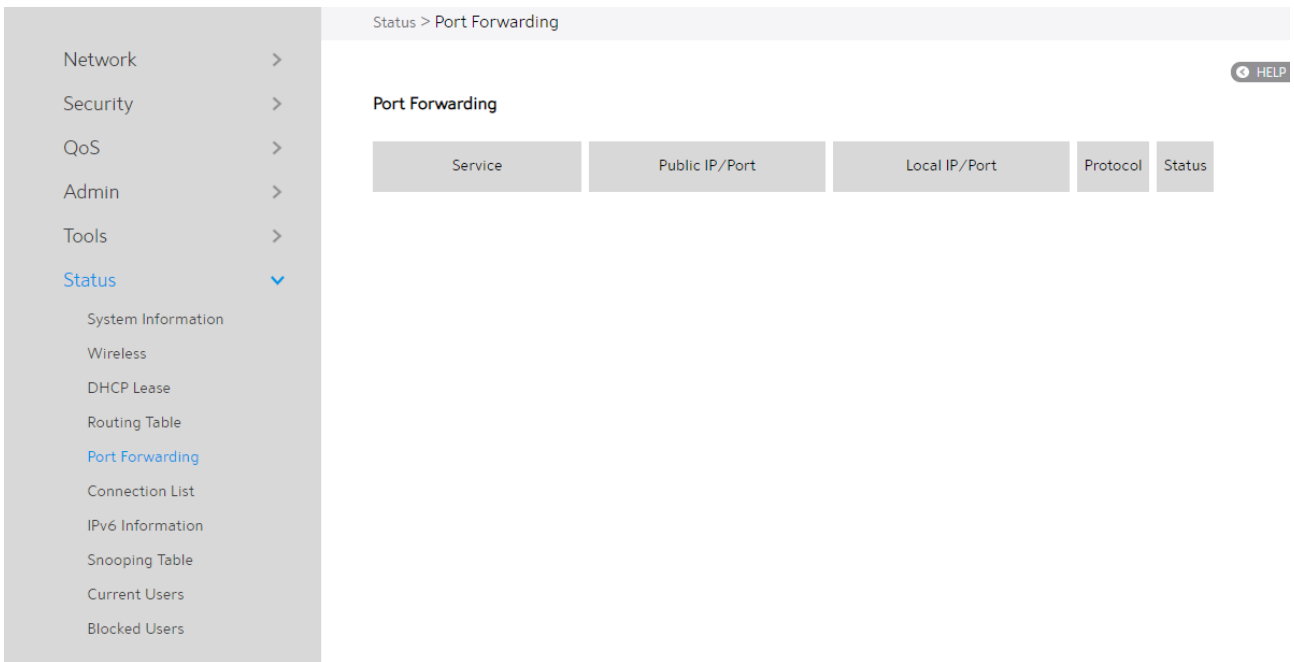 Status > Port Forwarding
Network
Security
QoS
Admin
Tools
Status
System Information
Wireless
DHCP Lease
Routing Table
Port Forwarding
Connection List
IPv6 Information
Snooping Table
Current Users
Blocked Users
HELP
Port Forwarding
Service Public IP/Port Local IP/Port Protocol Status